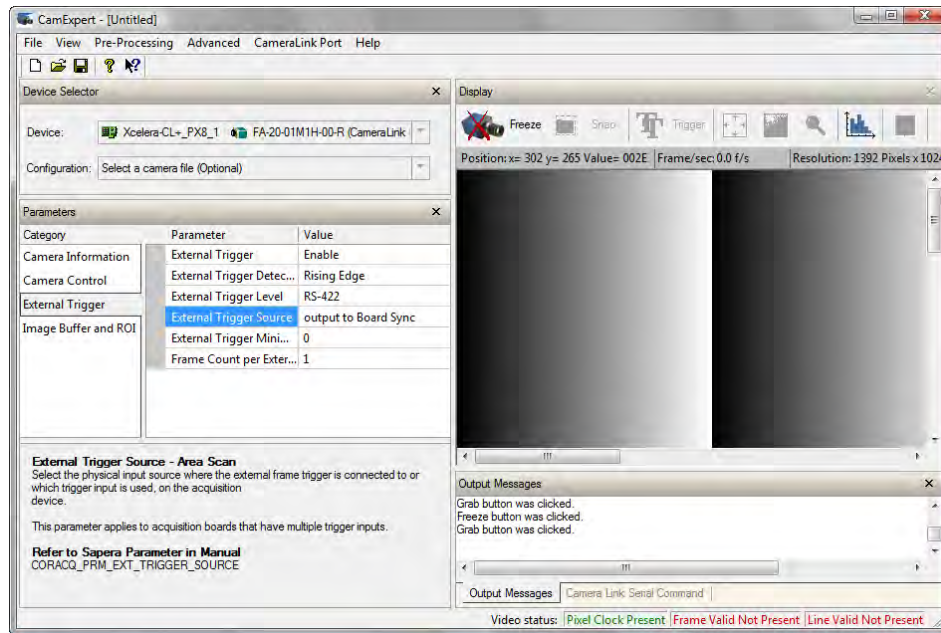 CamExpert - [Untitled]
File View Pre-Processing Advanced CameraLink Port Help
Device Selector
Device: Xcelera-CL+_PX8_1 FA-20-01M1H-00-R (CameraLink
Configuration: Select a camera file (Optional)
Parameters
Category Parameter Value
Camera Information
Camera Control
External Trigger
Image Buffer and ROI
External Trigger Enable
External Trigger Detec... Rising Edge
External Trigger Level RS-422
External Trigger Source output to Board Sync
External Trigger Mini... 0
Frame Count per Exter... 1
External Trigger Source - Area Scan
Select the physical input source where the external frame trigger is connected to or
which trigger input is used, on the acquisition
device.
This parameter applies to acquisition boards that have multiple trigger inputs.
Refer to Sapera Parameter in Manual
CORACQ_PRM_EXT_TRIGGER_SOURCE
Display
Freeze Snap Trigger
Position: x= 302 y= 265 Value= 002E Frame/sec: 0.0 f/s Resolution: 1392 Pixels x 1024
Output Messages
Grab button was clicked.
Freeze button was clicked.
Grab button was clicked.
Output Messages Camera Link Serial Command
Video status: Pixel Clock Present Frame Valid Not Present Line Valid Not Present